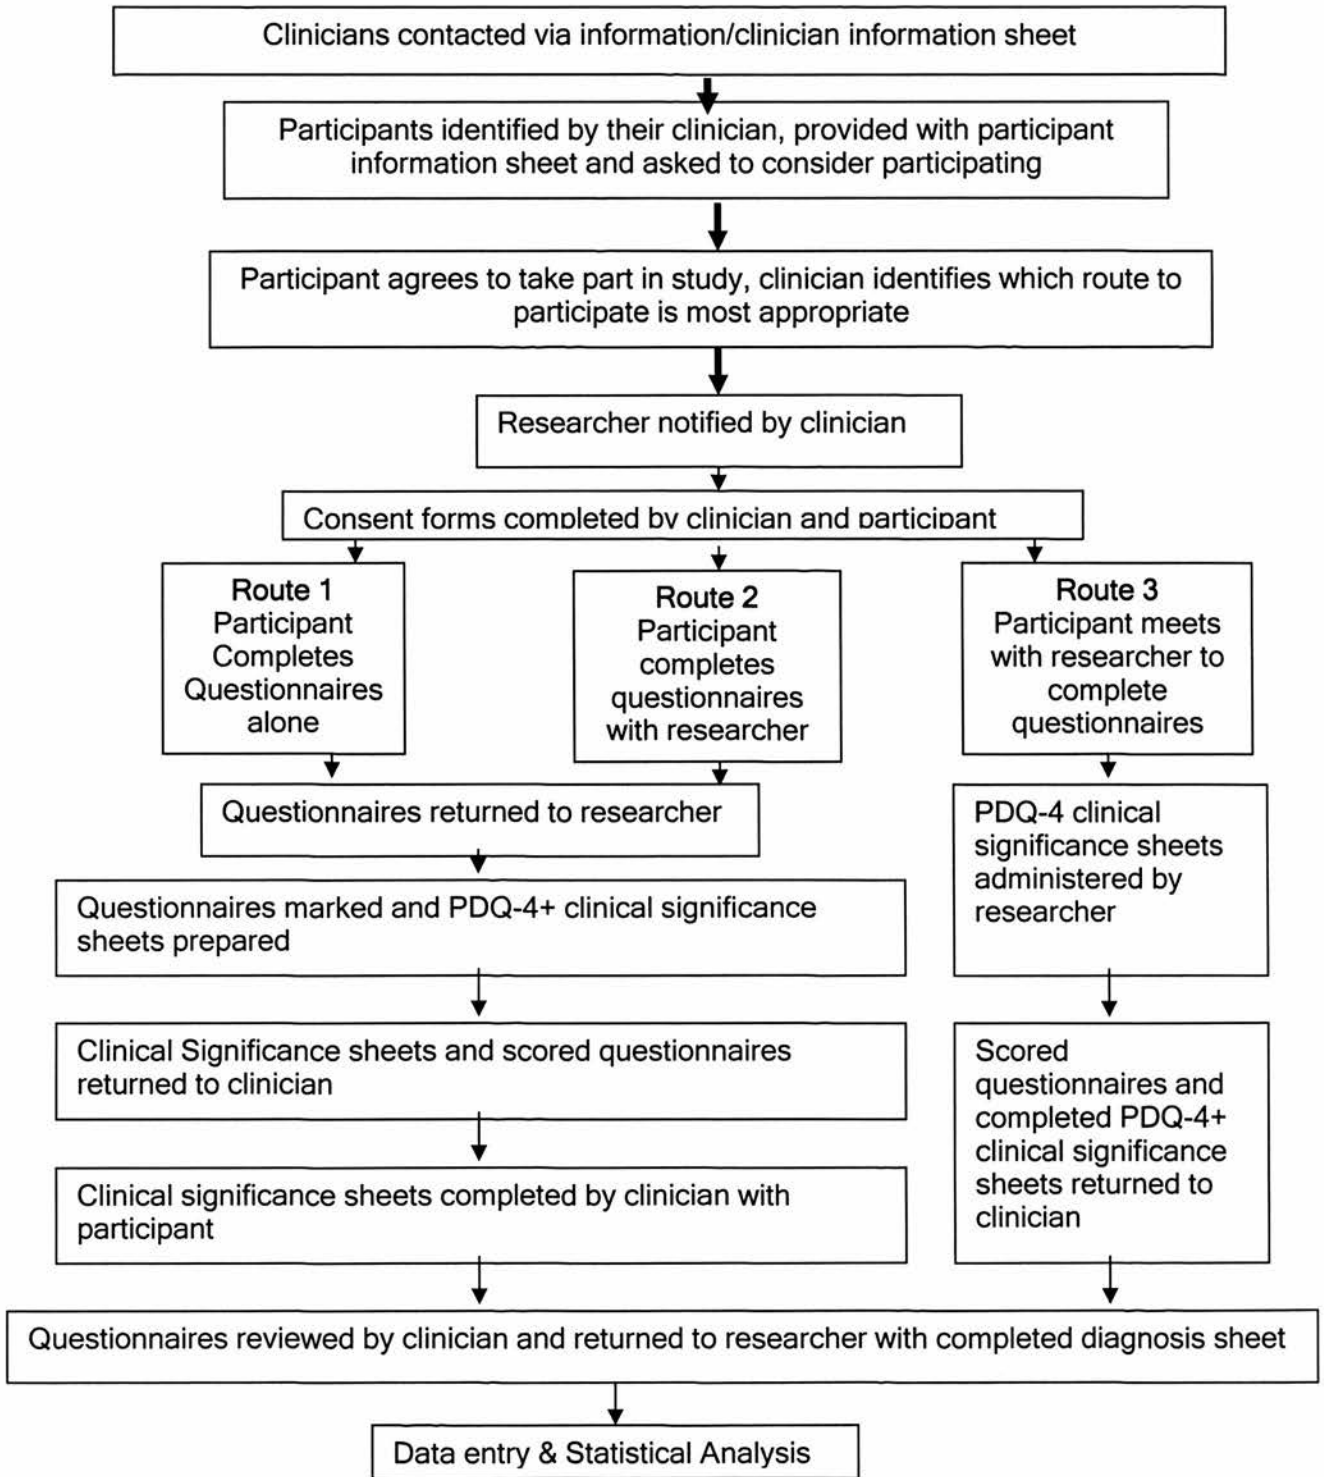 Clinicians contacted via information/clinician information sheet
Participants identified by their clinician, provided with participant
information sheet and asked to consider participating
Participant agrees to take part in study, clinician identifies which route to
participate is most appropriate
Researcher notified by clinician
Consent forms completed by clinician and participant
Route 1
Participant
Completes
Questionnaires
alone
Route 2
Participant
completes
questionnaires
with researcher
Route 3
Participant meets
with researcher to
complete
questionnaires
Questionnaires returned to researcher
Questionnaires marked and PDQ-4+ clinical significance
sheets prepared
Clinical Significance sheets and scored questionnaires
returned to clinician
Clinical significance sheets completed by clinician with
participant
PDQ-4 clinical
significance sheets
administered by
researcher
Scored
questionnaires and
completed PDQ-4+
clinical significance
sheets returned to
clinician
Questionnaires reviewed by clinician and returned to researcher with completed diagnosis sheet
Data entry & Statistical Analysis